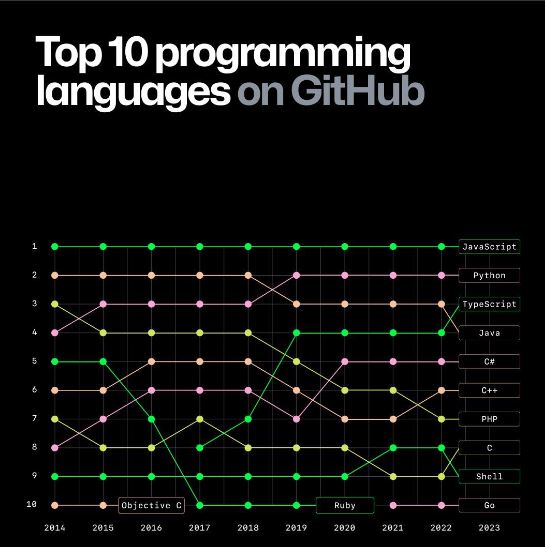 Top 10 programming
languages on GitHub
1 JavaScript
2 Python
3 TypeScript
4 Java
5 C#
6 C++
7 PHP
8 C
9 Shell
10 Objective C Ruby Go
2014 2015 2016 2017 2018 2019 2020 2021 2022 2023